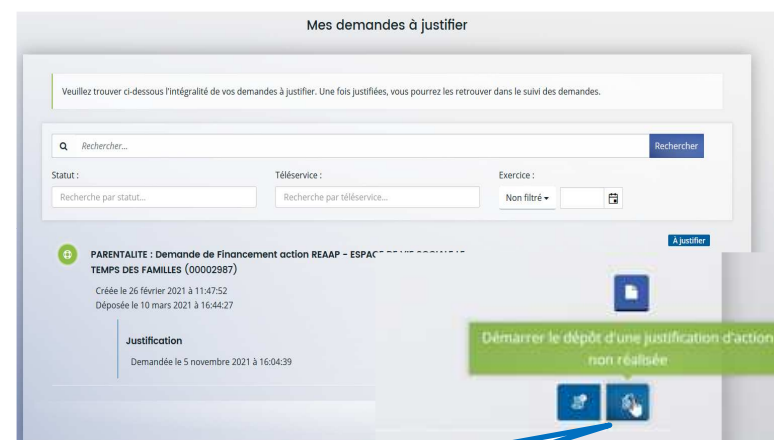 Mes demandes à justifier
Veuillez trouver ci-dessous l'intégralité de vos demandes à justifier. Une fois justifiées, vous pourrez les retrouver dans le suivi des demandes.
Rechercher...
Rechercher
Statut :
Téléservice :
Exercice :
Recherche par statut...
Recherche par téléservice...
Non filtré
À justifier
PARENTALITE : Demande de Financement action REAAP - ESPACE DE VIE SOCIALE LE
TEMPS DES FAMILLES (00002987)
Créée le 26 février 2021 à 11:47:52
Déposée le 10 mars 2021 à 16:44:27
Démarrer le dépôt d'une justification d'action
non réalisée
Justification
Demandée le 5 novembre 2021 à 16:04:39